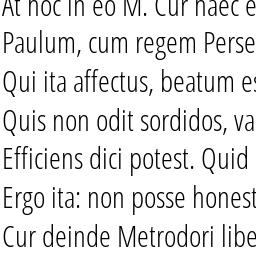 At hoc in eo M. Cur haec e
Paulum, cum regem Perse
Qui ita affectus, beatum es
Quis non odit sordidos, va
Efficiens dici potest. Quid
Ergo ita: non posse honest
Cur deinde Metrodori libe